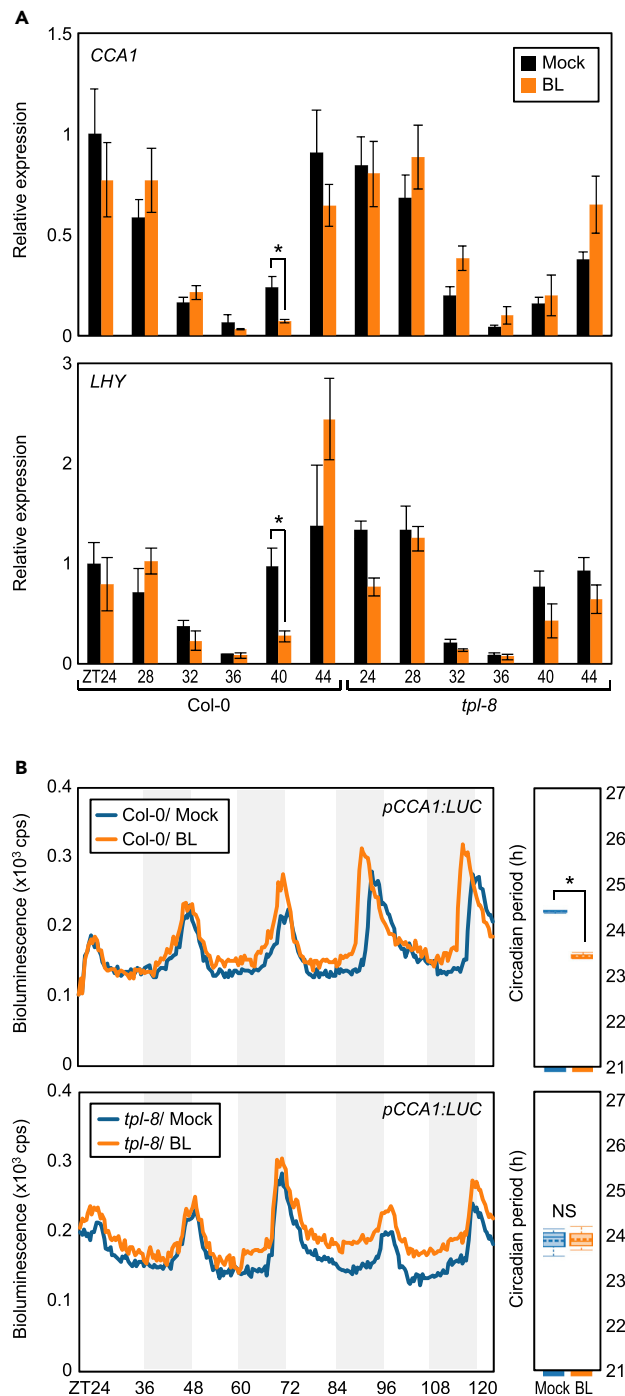 A
CCA1
Mock
BL
Relative expression
1.5
1
0.5
0
*
LHY
Relative expression
3
2
1
0
*
ZT24 28 32 36 40 44 24 28 32 36 40 44
Col-0 tpl-8
B
Bioluminescence (x10³ cps)
0.4
0.3
0.2
0.1
0
Col-0/ Mock
Col-0/ BL
pCCA1:LUC
Circadian period (h)
*
27
26
25
24
23
22
21
Bioluminescence (x10³ cps)
0.4
0.3
0.2
0.1
0
tpl-8/ Mock
tpl-8/ BL
pCCA1:LUC
ZT24 36 48 60 72 84 96 108 120
Circadian period (h)
NS
27
26
25
24
23
22
21
Mock BL